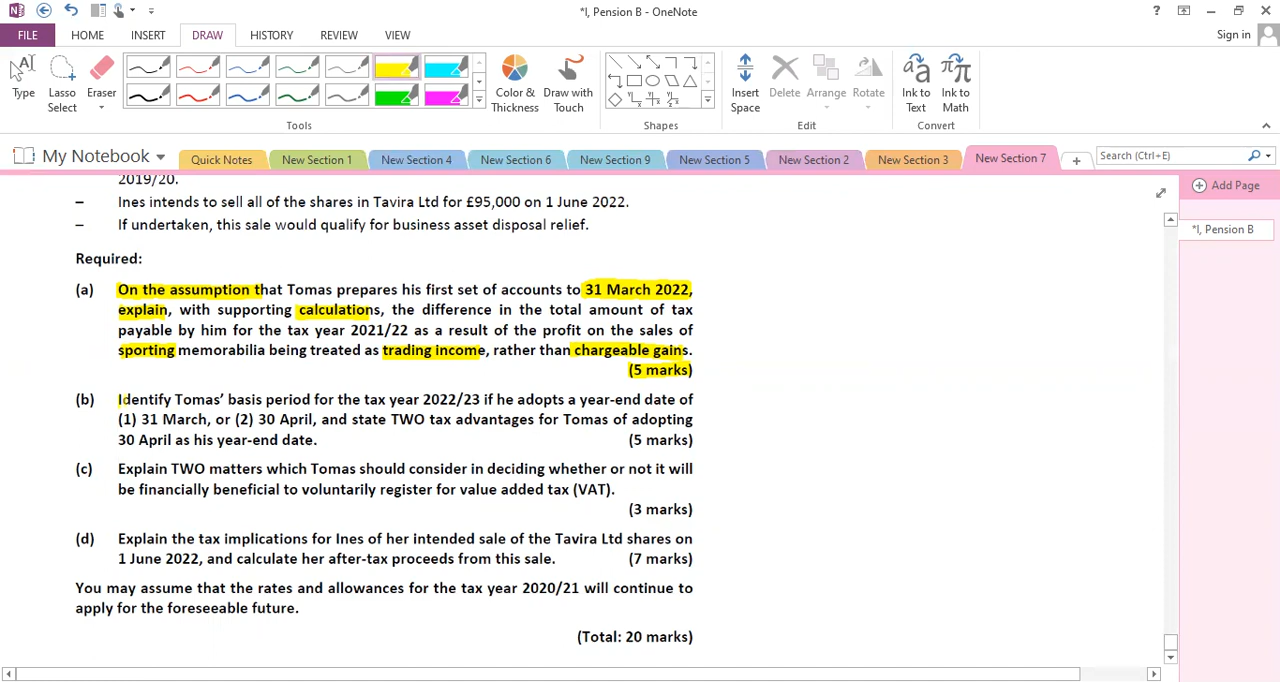 *I, Pension B - OneNote
? 
Sign in
FILE HOME INSERT DRAW HISTORY REVIEW VIEW
Type
Lasso Select
Eraser
Color & Thickness
Draw with Touch
Insert Space
Delete
Arrange
Rotate
Ink to Text
Ink to Math
Tools
Shapes
Edit
Convert
My Notebook Quick Notes New Section 1 New Section 4 New Section 6 New Section 9 New Section 5 New Section 2 New Section 3 New Section 7 + Search (Ctrl+E)
Add Page
*I, Pension B
2019/20.
– Ines intends to sell all of the shares in Tavira Ltd for £95,000 on 1 June 2022.
– If undertaken, this sale would qualify for business asset disposal relief.
Required:
(a) On the assumption that Tomas prepares his first set of accounts to 31 March 2022,
explain, with supporting calculations, the difference in the total amount of tax
payable by him for the tax year 2021/22 as a result of the profit on the sales of
sporting memorabilia being treated as trading income, rather than chargeable gains.
(5 marks)
(b) Identify Tomas’ basis period for the tax year 2022/23 if he adopts a year-end date of
(1) 31 March, or (2) 30 April, and state TWO tax advantages for Tomas of adopting
30 April as his year-end date. (5 marks)
(c) Explain TWO matters which Tomas should consider in deciding whether or not it will
be financially beneficial to voluntarily register for value added tax (VAT).
(3 marks)
(d) Explain the tax implications for Ines of her intended sale of the Tavira Ltd shares on
1 June 2022, and calculate her after-tax proceeds from this sale. (7 marks)
You may assume that the rates and allowances for the tax year 2020/21 will continue to
apply for the foreseeable future.
(Total: 20 marks)